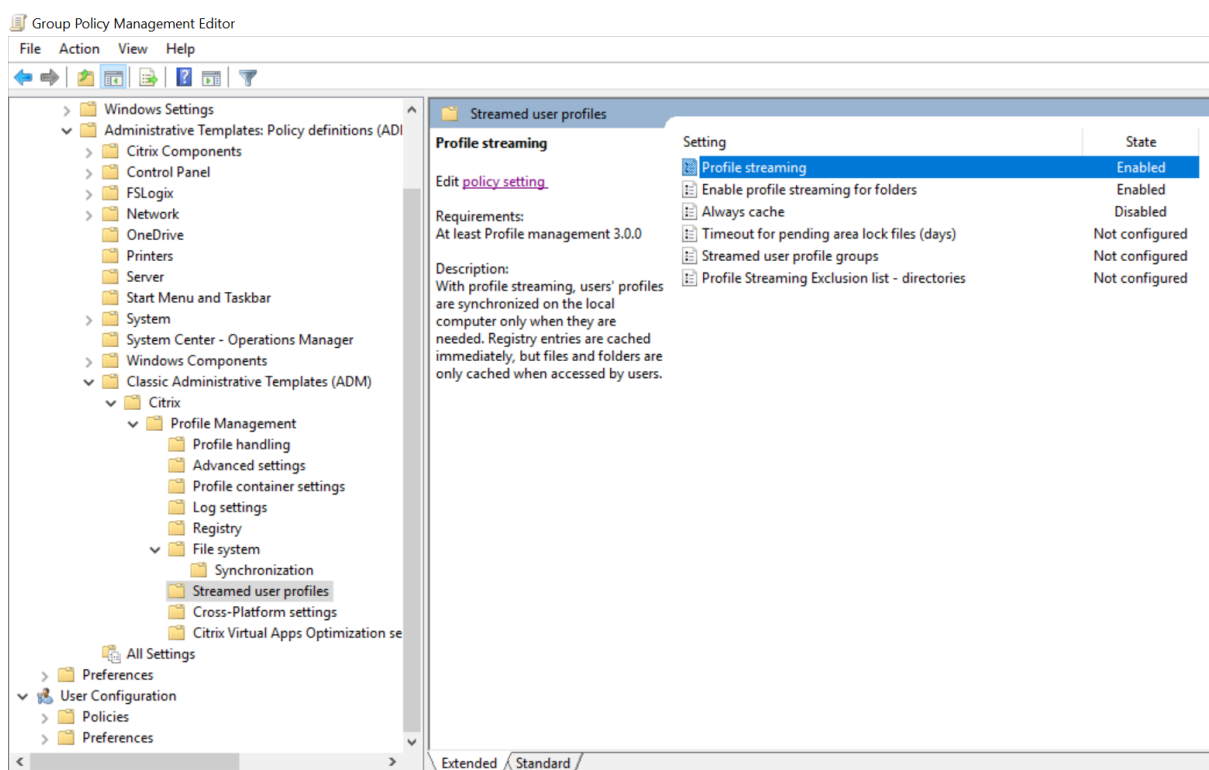 Group Policy Management Editor
File Action View Help
Windows Settings
Administrative Templates: Policy definitions (ADI
Citrix Components
Control Panel
FSLogix
Network
OneDrive
Printers
Server
Start Menu and Taskbar
System
System Center - Operations Manager
Windows Components
Classic Administrative Templates (ADM)
Citrix
Profile Management
Profile handling
Advanced settings
Profile container settings
Log settings
Registry
File system
Synchronization
Streamed user profiles
Cross-Platform settings
Citrix Virtual Apps Optimization se
All Settings
Preferences
User Configuration
Policies
Preferences
Streamed user profiles
Profile streaming
Edit policy setting
Requirements:
At least Profile management 3.0.0
Description:
With profile streaming, users' profiles
are synchronized on the local
computer only when they are
needed. Registry entries are cached
immediately, but files and folders are
only cached when accessed by users.
Setting State
Profile streaming Enabled
Enable profile streaming for folders Enabled
Always cache Disabled
Timeout for pending area lock files (days) Not configured
Streamed user profile groups Not configured
Profile Streaming Exclusion list - directories Not configured
Extended Standard